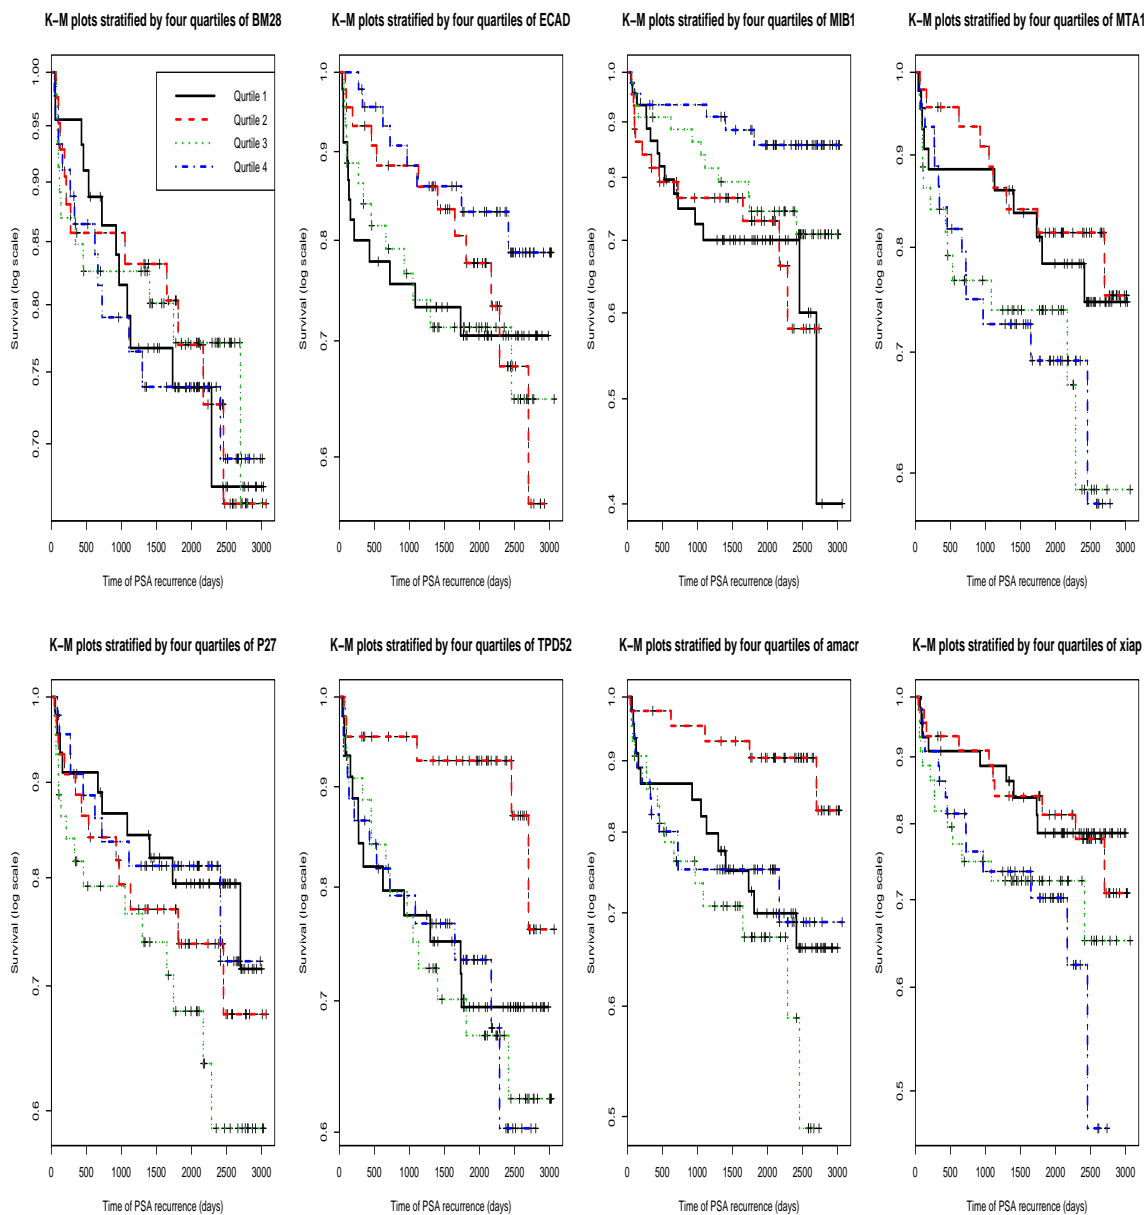 K−M plots stratified by four quartiles of BM28
K−M plots stratified by four quartiles of ECAD
K−M plots stratified by four quartiles of MIB1
K−M plots stratified by four quartiles of MTA1
Survival (log scale)
1.00
0.95
0.90
0.85
0.80
0.75
0.70
Qurtile 1
Qurtile 2
Qurtile 3
Qurtile 4
0 500 1000 1500 2000 2500 3000
Time of PSA recurrence (days)
Survival (log scale)
1.0
0.9
0.8
0.7
0.6
0 500 1000 1500 2000 2500 3000
Time of PSA recurrence (days)
Survival (log scale)
1.0
0.9
0.8
0.7
0.6
0.5
0.4
0 500 1000 1500 2000 2500 3000
Time of PSA recurrence (days)
Survival (log scale)
1.0
0.9
0.8
0.7
0.6
0 500 1000 1500 2000 2500 3000
Time of PSA recurrence (days)
K−M plots stratified by four quartiles of P27
K−M plots stratified by four quartiles of TPD52
K−M plots stratified by four quartiles of amacr
K−M plots stratified by four quartiles of xiap
Survival (log scale)
1.0
0.9
0.8
0.7
0.6
0 500 1000 1500 2000 2500 3000
Time of PSA recurrence (days)
Survival (log scale)
1.0
0.9
0.8
0.7
0.6
0 500 1000 1500 2000 2500 3000
Time of PSA recurrence (days)
Survival (log scale)
1.0
0.9
0.8
0.7
0.6
0.5
0 500 1000 1500 2000 2500 3000
Time of PSA recurrence (days)
Survival (log scale)
1.0
0.9
0.8
0.7
0.6
0.5
0 500 1000 1500 2000 2500 3000
Time of PSA recurrence (days)